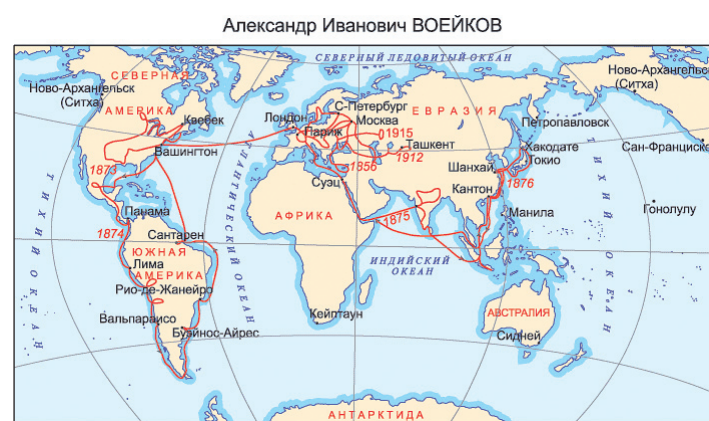 Александр Иванович ВОЕЙКОВ
СЕВЕРНЫЙ ЛЕДОВИТЫЙ ОКЕАН
СЕВЕРНАЯ
АМЕРИКА
Ново-Архангельск
(Ситха)
Квебек
Вашингтон
1873
Лондон
С-Петербург
Москва
Париж
1915
ЕВРАЗИЯ
Ташкент
1912
1856
Петропавловск
Ново-Архангельск
(Ситха)
Сан-Франциска
Хакодате
Токио
Шанхай
1876
Кантон
Суэц
АТЛАНТИЧЕСКИЙ ОКЕАН
ТИХИЙ ОКЕАН
ТИХИЙ ОКЕАН
Панама
1874
Сантарен
АФРИКА
1875
Манила
Гонолулу
ИНДИЙСКИЙ
ОКЕАН
ЮЖНАЯ
АМЕРИКА
Лима
Рио-де-Жанейро
Вальпараисо
Буэйнос-Айрес
Кейптаун
АВСТРАЛИЯ
Сидней
АНТАРКТИДА